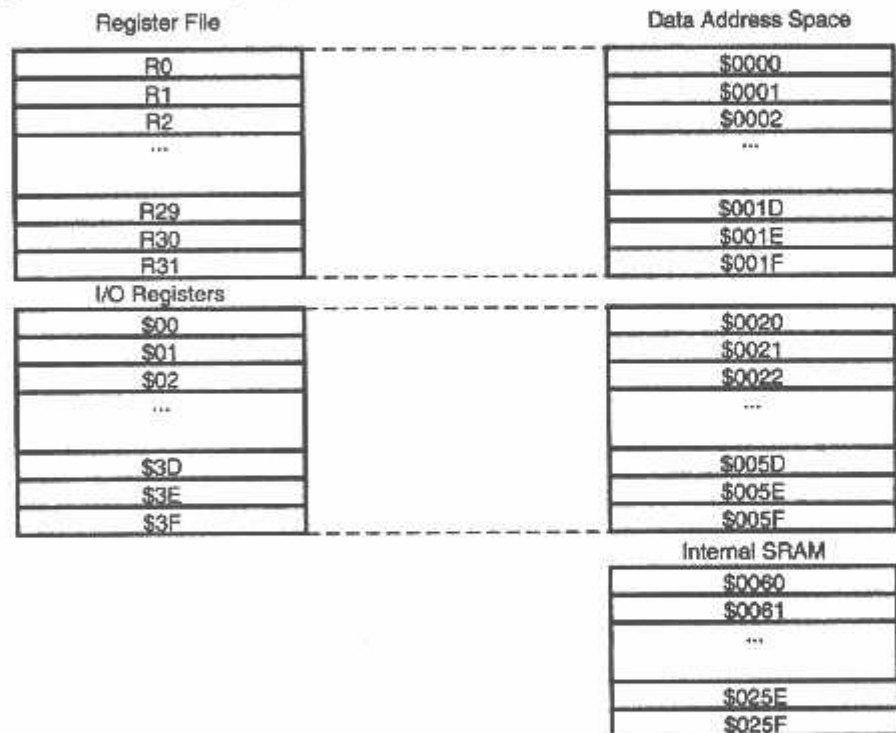 Register File
Data Address Space
R0
$0000
R1
$0001
R2
$0002
...
...
R29
$001D
R30
$001E
R31
$001F
I/O Registers
$00
$0020
$01
$0021
$02
$0022
...
...
$3D
$005D
$3E
$005E
$3F
$005F
Internal SRAM
$0060
$0061
...
$025E
$025F